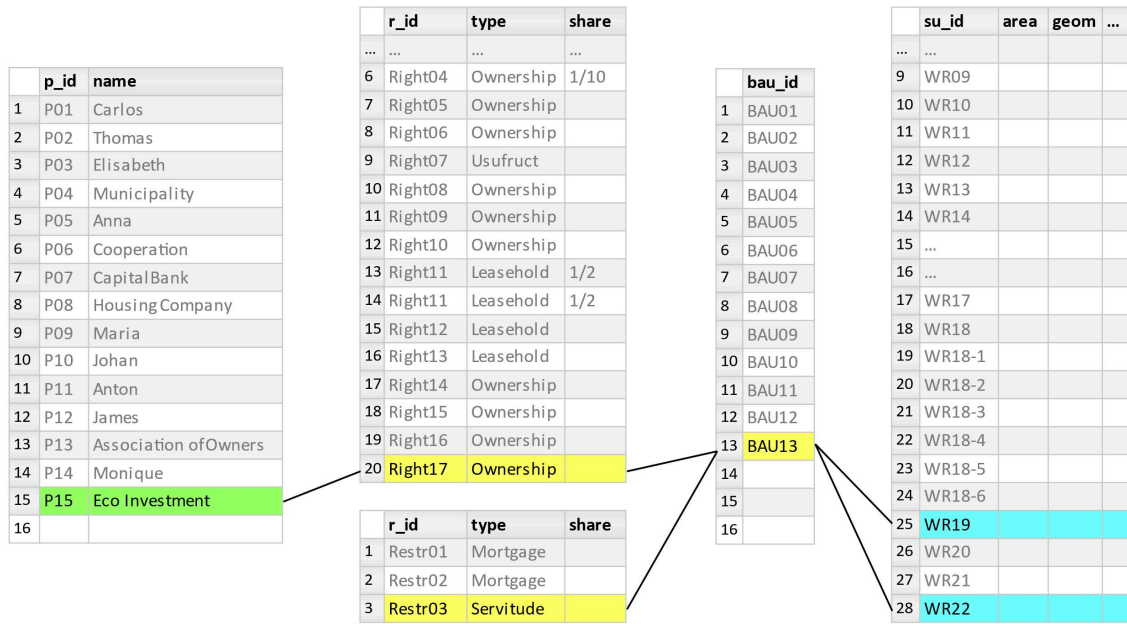 p_id name
1 P01 Carlos
2 P02 Thomas
3 P03 Elisabeth
4 P04 Municipality
5 P05 Anna
6 P06 Cooperation
7 P07 CapitalBank
8 P08 Housing Company
9 P09 Maria
10 P10 Johan
11 P11 Anton
12 P12 James
13 P13 Association of Owners
14 P14 Monique
15 P15 Eco Investment
16
r_id type share
... ... ... ...
6 Right04 Ownership 1/10
7 Right05 Ownership
8 Right06 Ownership
9 Right07 Usufruct
10 Right08 Ownership
11 Right09 Ownership
12 Right10 Ownership
13 Right11 Leasehold 1/2
14 Right11 Leasehold 1/2
15 Right12 Leasehold
16 Right13 Leasehold
17 Right14 Ownership
18 Right15 Ownership
19 Right16 Ownership
20 Right17 Ownership
r_id type share
1 Restr01 Mortgage
2 Restr02 Mortgage
3 Restr03 Servitude
bau_id
1 BAU01
2 BAU02
3 BAU03
4 BAU04
5 BAU05
6 BAU06
7 BAU07
8 BAU08
9 BAU09
10 BAU10
11 BAU11
12 BAU12
13 BAU13
14
15
16
su_id area geom ...
... ...
9 WR09
10 WR10
11 WR11
12 WR12
13 WR13
14 WR14
15 ...
16 ...
17 WR17
18 WR18
19 WR18-1
20 WR18-2
21 WR18-3
22 WR18-4
23 WR18-5
24 WR18-6
25 WR19
26 WR20
27 WR21
28 WR22